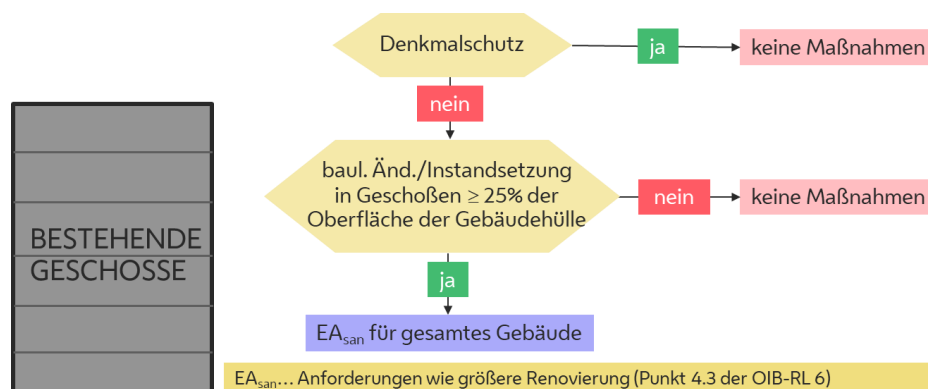 Denkmalschutz
ja
keine Maßnahmen
nein
baul. Änd./Instandsetzung
in Geschoßen ≥ 25% der
Oberfläche der Gebäudehülle
nein
keine Maßnahmen
BESTEHENDE
GESCHOSSE
ja
EAsan für gesamtes Gebäude
EAsan... Anforderungen wie größere Renovierung (Punkt 4.3 der OIB-RL 6)